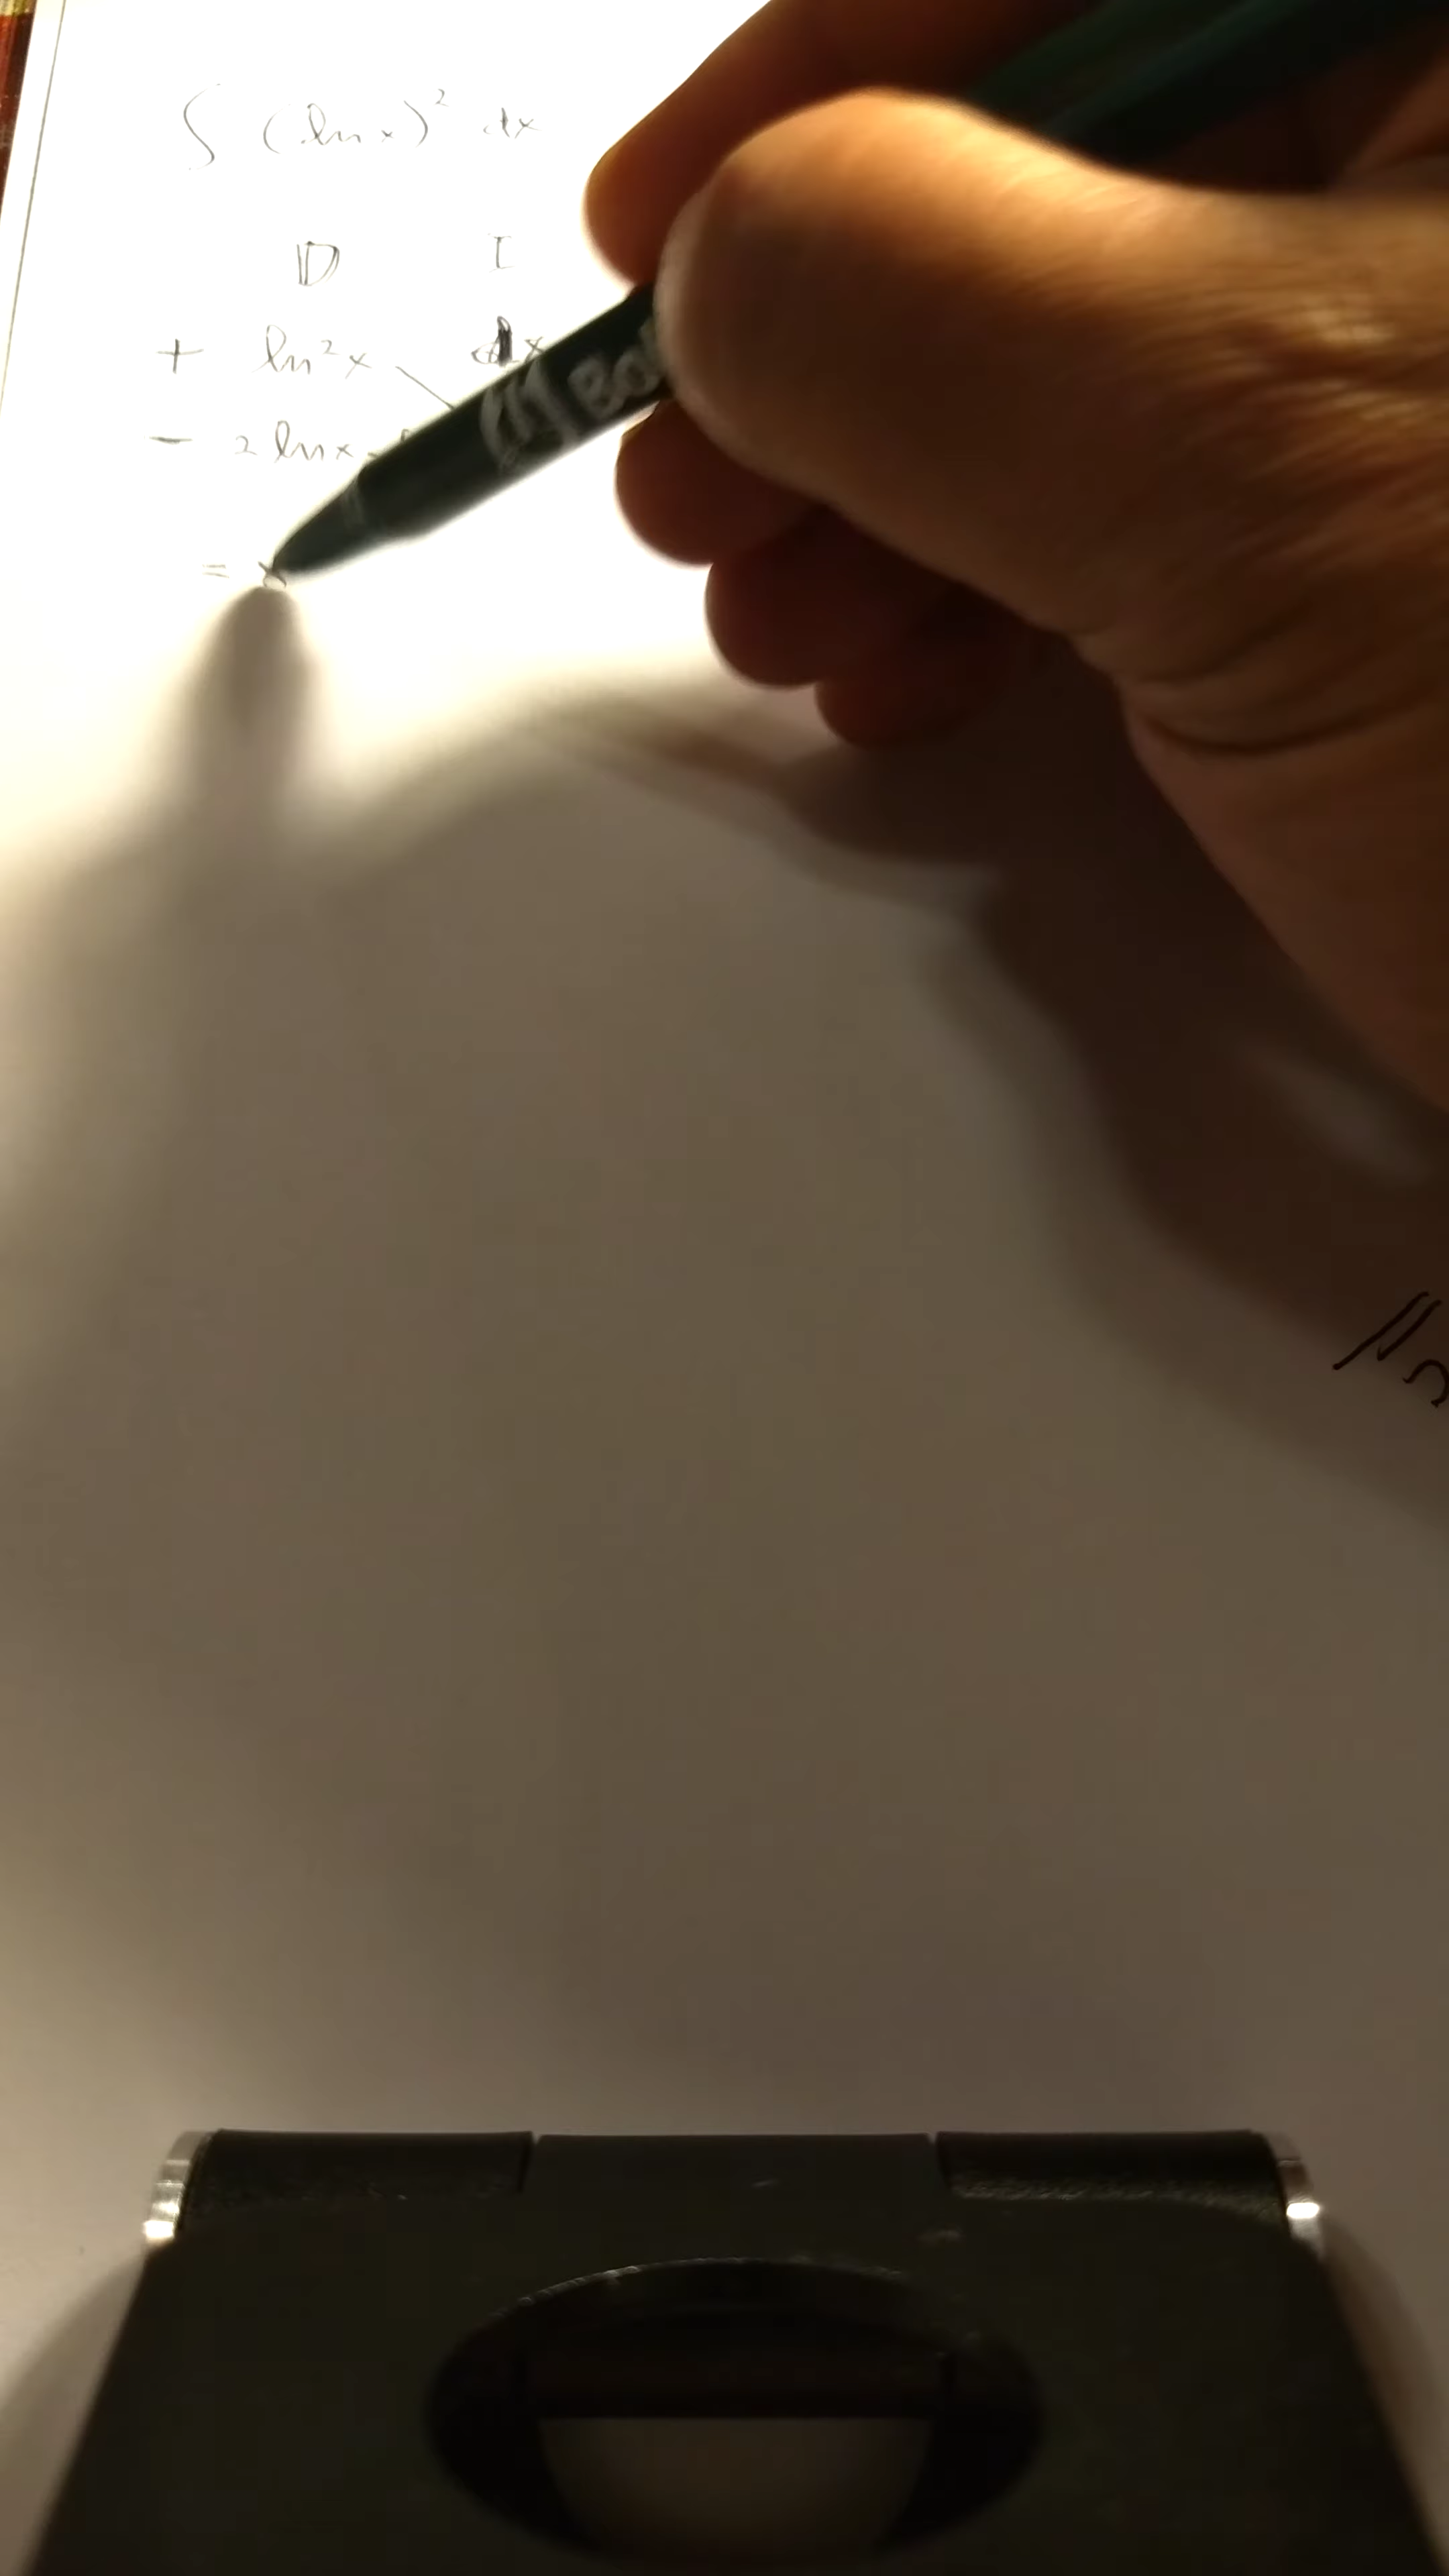 ∫ (ln x)² dx
D I
+ ln²x dx
- 2 ln x
= x